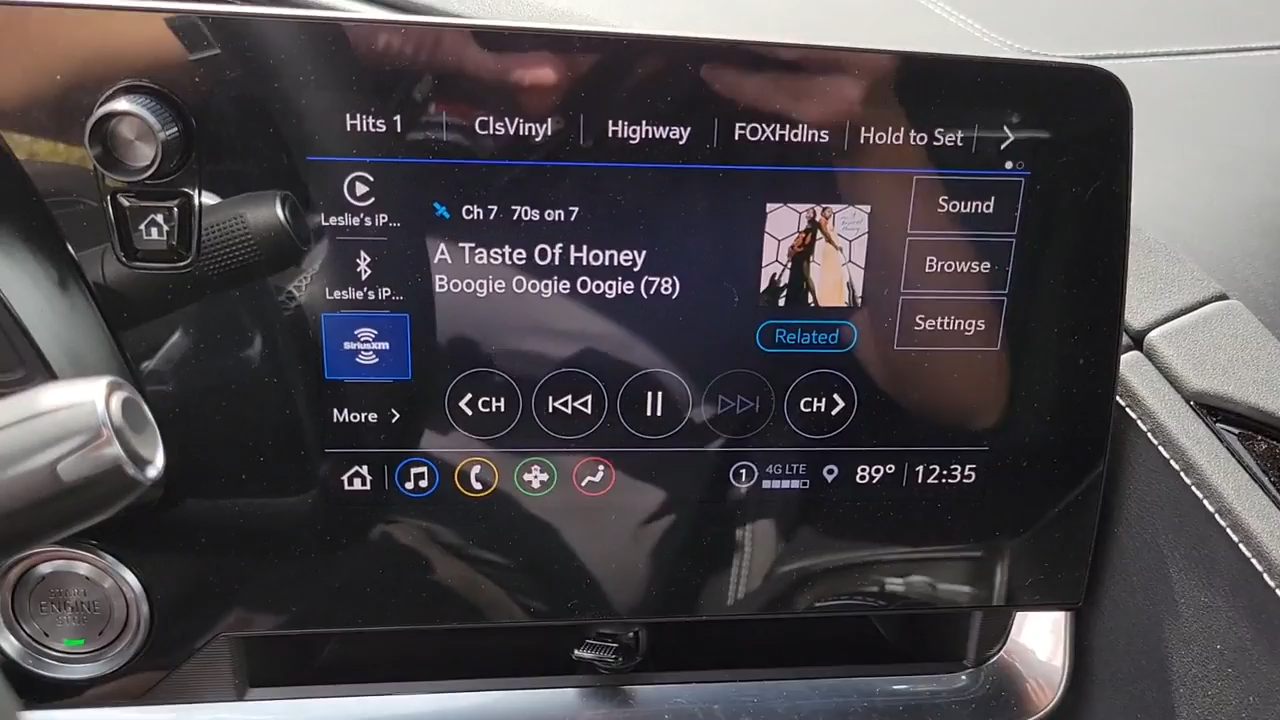 Hits 1 ClsVinyl Highway FOXHdlns Hold to Set
Leslie's iP...
Ch 7 70s on 7
A Taste Of Honey
Boogie Oogie Oogie (78)
Leslie's iP...
SiriusXM
More
Related
Sound
Browse
Settings
CH
CH
1 4G LTE 89° 12:35
START
ENGINE
STOP